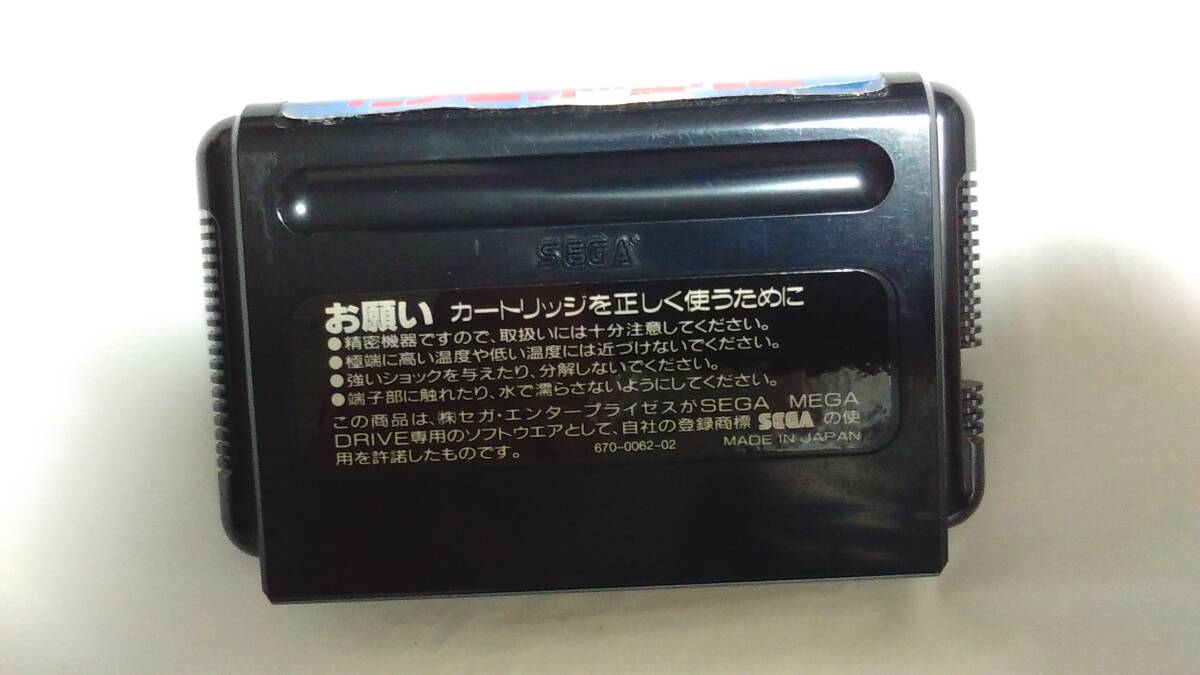 SEGA
お願い カートリッジを正しく使うために
●精密機器ですので、取扱いには十分注意してください。
●極端に高い温度や低い温度には近づけないでください。
●強いショックを与えたり、分解しないでください。
●端子部に触れたり、水で濡らさないようにしてください。
この商品は、㈱セガ・エンタープライゼスがSEGA MEGA
DRIVE専用のソフトウエアとして、自社の登録商標 SEGA の使
用を許諾したものです。 670-0062-02 MADE IN JAPAN